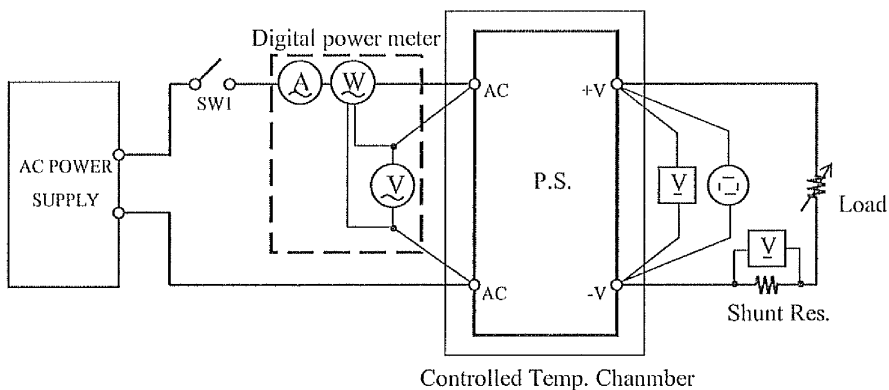 Digital power meter
A
W
SW1
AC
+V
AC POWER
SUPPLY
V
P.S.
V
Load
V
AC
-V
Shunt Res.
Controlled Temp. Chanmber